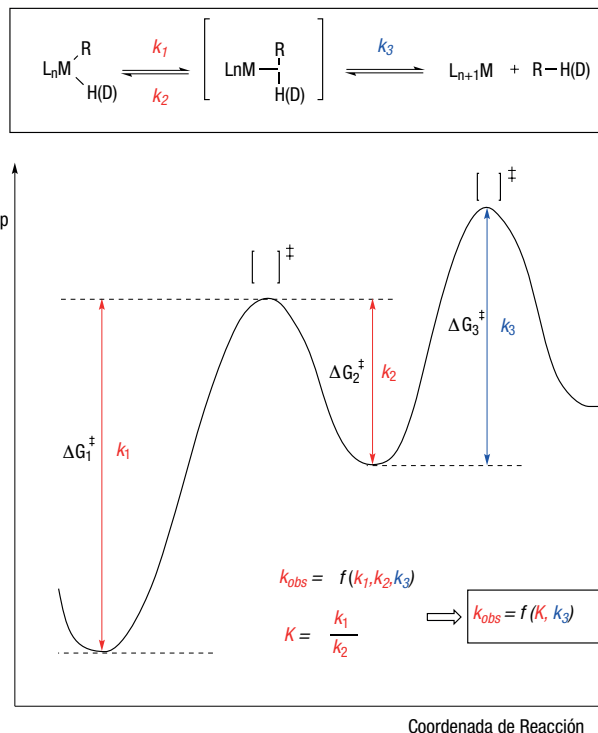 k1 k2 k3
LnM R H(D)
[ LnM R H(D) ]
Ln+1M + R–H(D)
p
[ ]‡
[ ]‡
ΔG1‡ k1
ΔG2‡ k2
ΔG3‡ k3
kobs = f(k1,k2,k3)
K = k1 / k2
kobs = f(K, k3)
Coordenada de Reacción